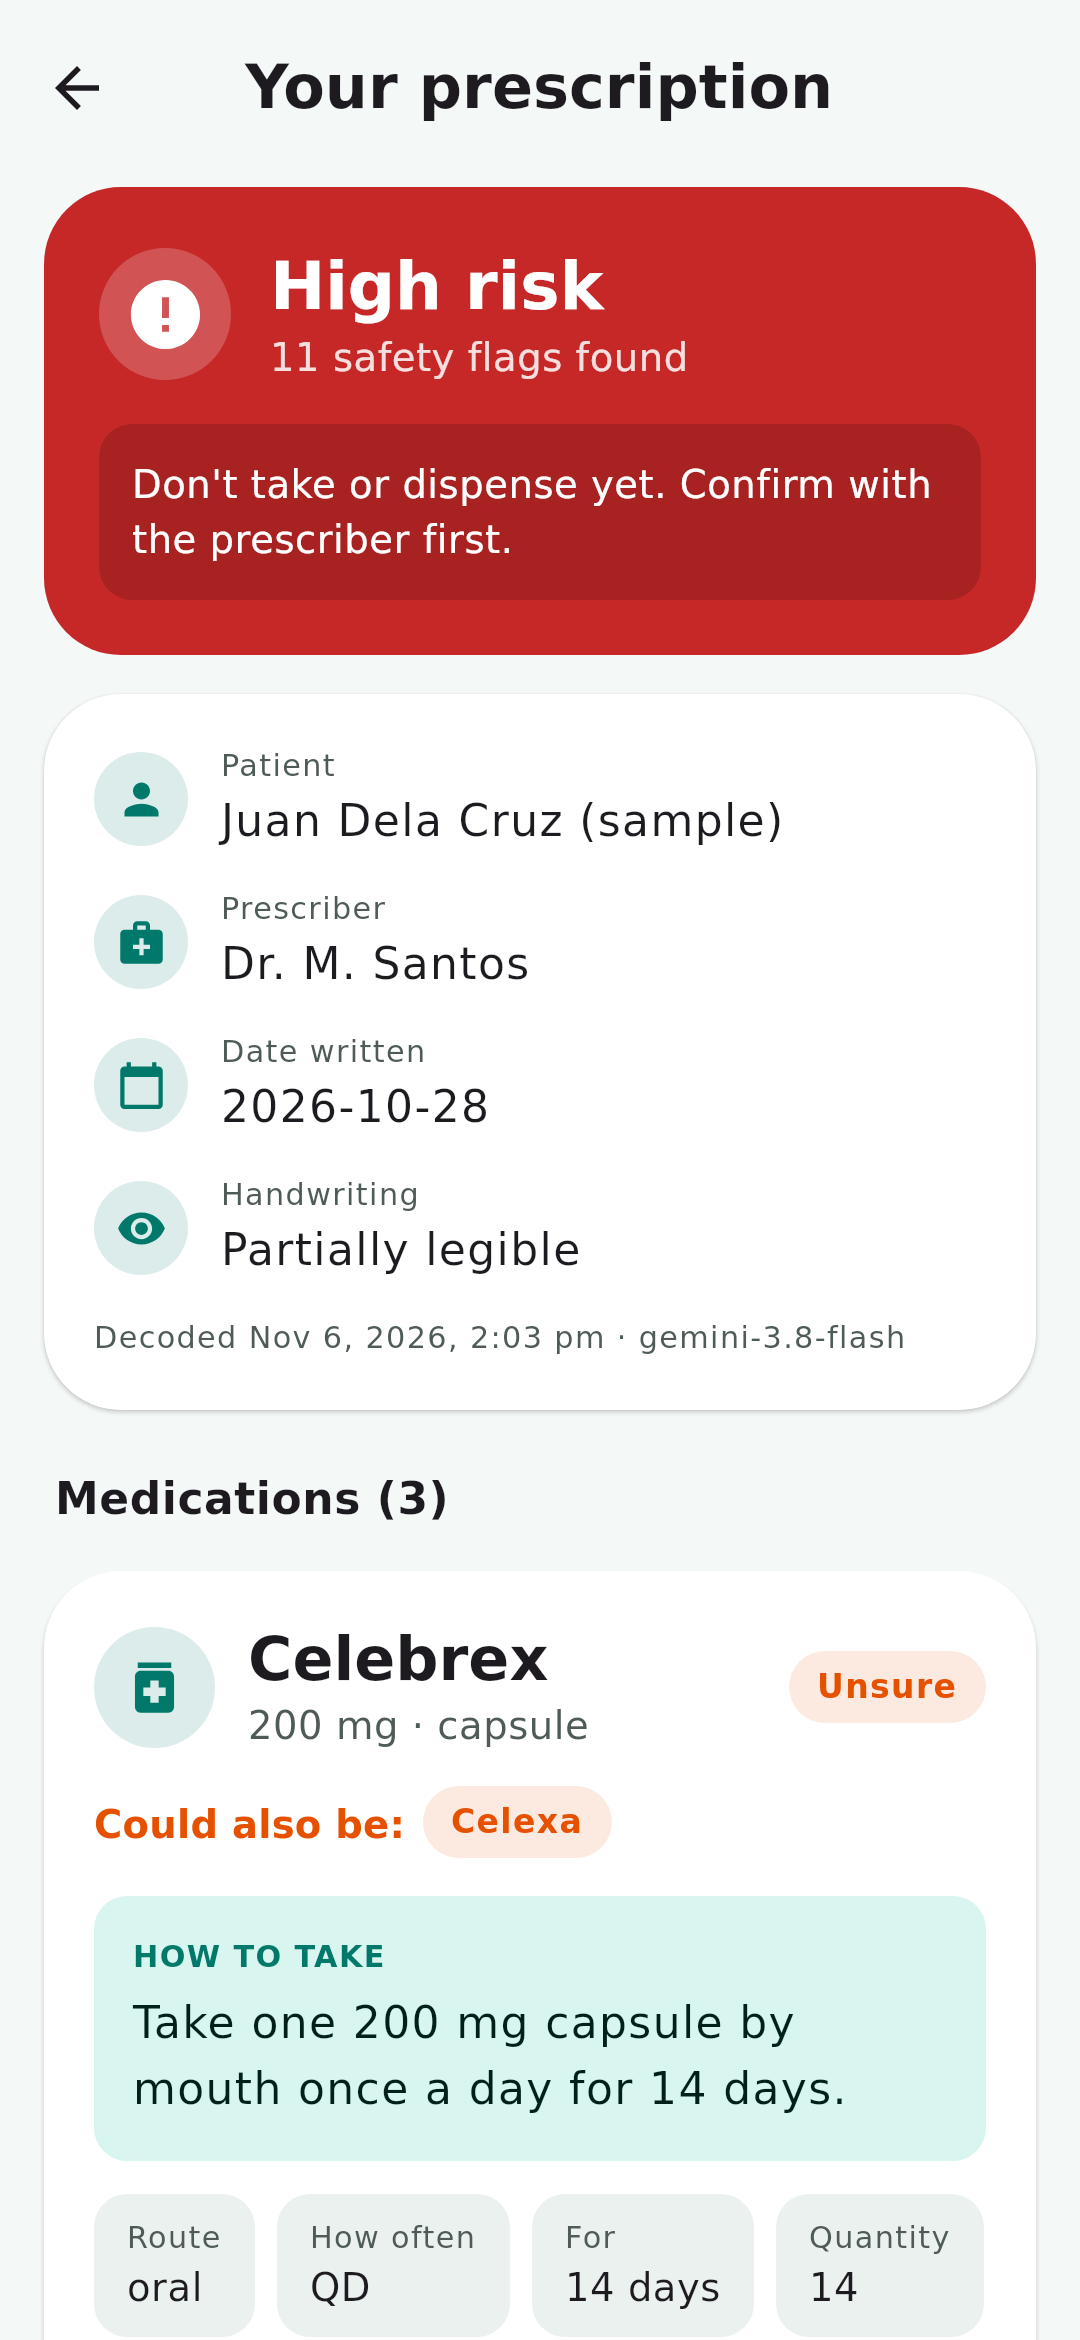 Your prescription
High risk
11 safety flags found
Don't take or dispense yet. Confirm with
the prescriber first.
Patient
Juan Dela Cruz (sample)
Prescriber
Dr. M. Santos
Date written
2026-10-28
Handwriting
Partially legible
Decoded Nov 6, 2026, 2:03 pm · gemini-3.8-flash
Medications (3)
Celebrex
200 mg · capsule
Unsure
Could also be: Celexa
HOW TO TAKE
Take one 200 mg capsule by
mouth once a day for 14 days.
Route
oral
How often
QD
For
14 days
Quantity
14